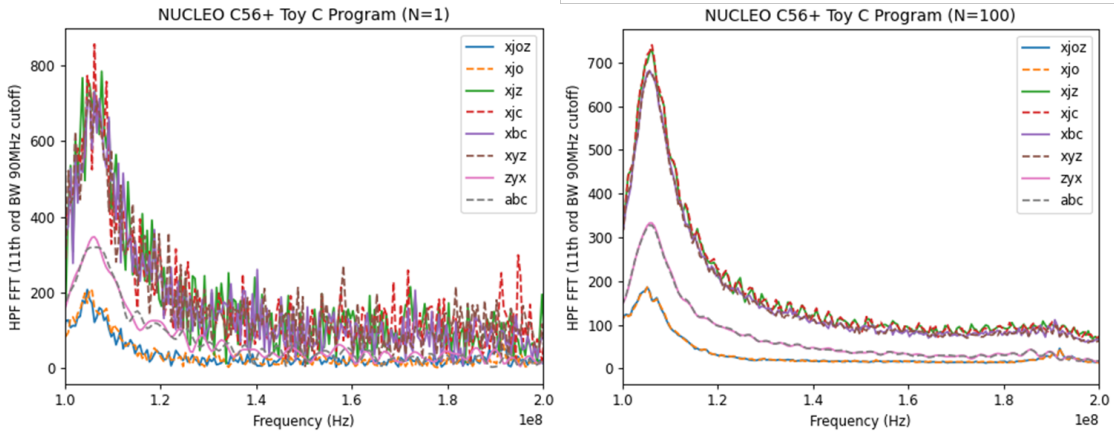 NUCLEO C56+ Toy C Program (N=1)
HPF FFT (11th ord BW 90MHz cutoff)
800
600
400
200
0
xjoz
xjo
xjz
xjc
xbc
xyz
zyx
abc
1.0 1.2 1.4 1.6 1.8 2.0
1e8
Frequency (Hz)
NUCLEO C56+ Toy C Program (N=100)
HPF FFT (11th ord BW 90MHz cutoff)
700
600
500
400
300
200
100
0
xjoz
xjo
xjz
xjc
xbc
xyz
zyx
abc
1.0 1.2 1.4 1.6 1.8 2.0
1e8
Frequency (Hz)